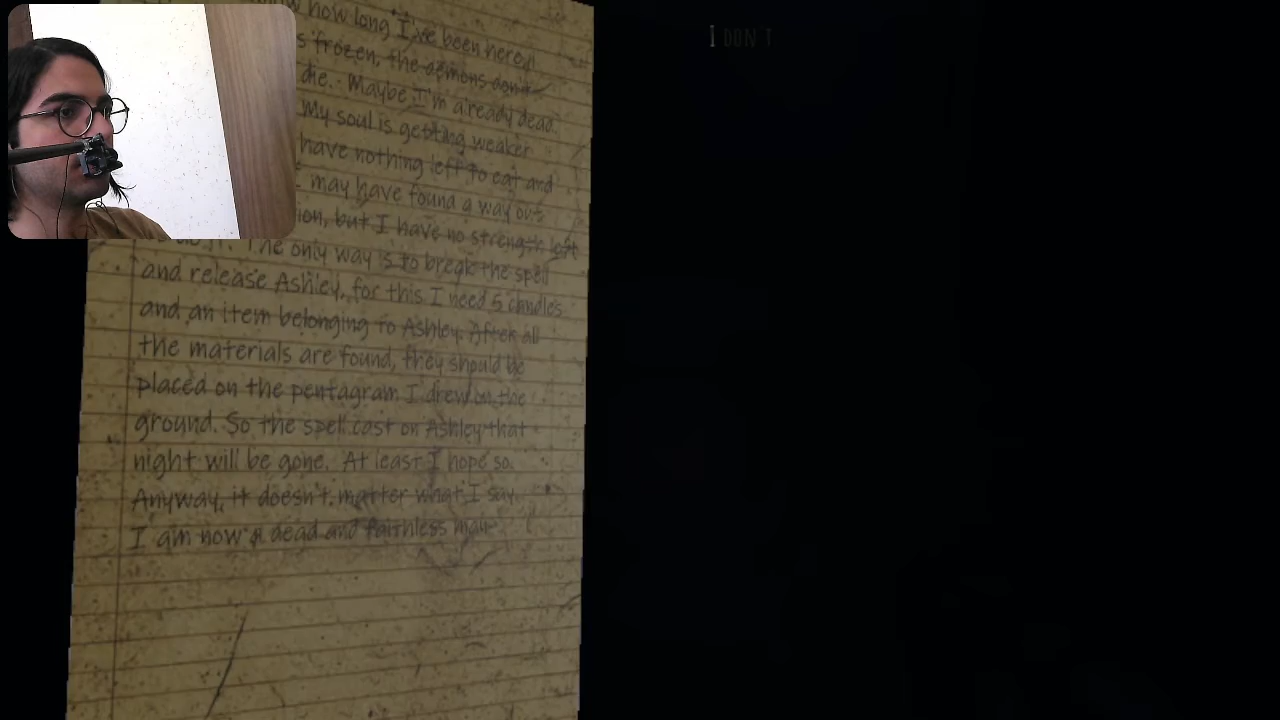 how long I've been here,
frozen, the demons don't
die. Maybe I'm already dead.
My soul is getting weaker
have nothing left to eat and
may have found a way out
but I have no strength left
The only way is to break the spell
and release Ashley, for this I need 5 candles
and an item belonging to Ashley. After all
the materials are found, they should be
placed on the pentagram I drew on the
ground. So the spell cast on Ashley that
night will be gone. At least I hope so.
Anyway, it doesn't matter what I say,
I am now a dead and faithless man
I DON'T